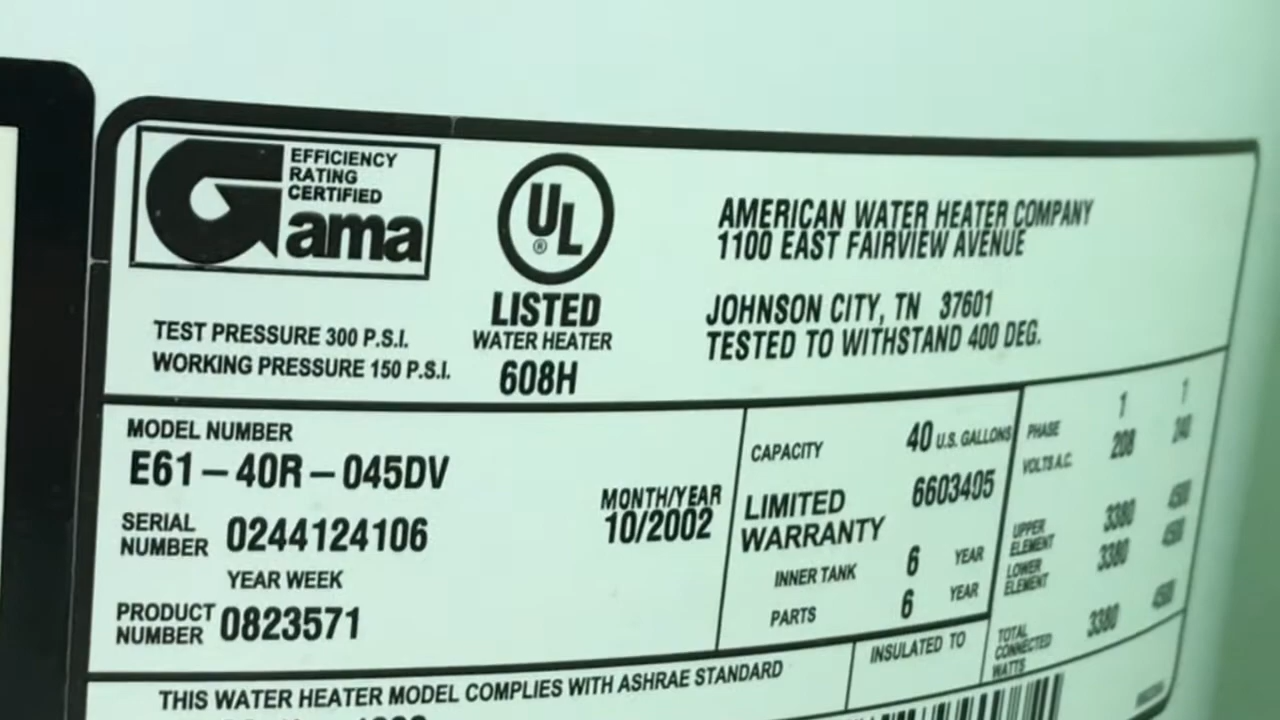 EFFICIENCY
RATING
CERTIFIED
Gama
TEST PRESSURE 300 P.S.I.
WORKING PRESSURE 150 P.S.I.
UL
®
LISTED
WATER HEATER
608H
AMERICAN WATER HEATER COMPANY
1100 EAST FAIRVIEW AVENUE
JOHNSON CITY, TN 37601
TESTED TO WITHSTAND 400 DEG.
MODEL NUMBER
E61-40R-045DV
SERIAL NUMBER 0244124106
YEAR WEEK
PRODUCT NUMBER 0823571
MONTH/YEAR
10/2002
CAPACITY 40 U.S. GALLONS
6603405
LIMITED
WARRANTY
INNER TANK 6 YEAR
PARTS 6 YEAR
PHASE 1 1
VOLTS A.C. 208 240
UPPER ELEMENT 3380 4500
LOWER ELEMENT 3380 4500
TOTAL CONNECTED WATTS 3380 4500
INSULATED TO
THIS WATER HEATER MODEL COMPLIES WITH ASHRAE STANDARD